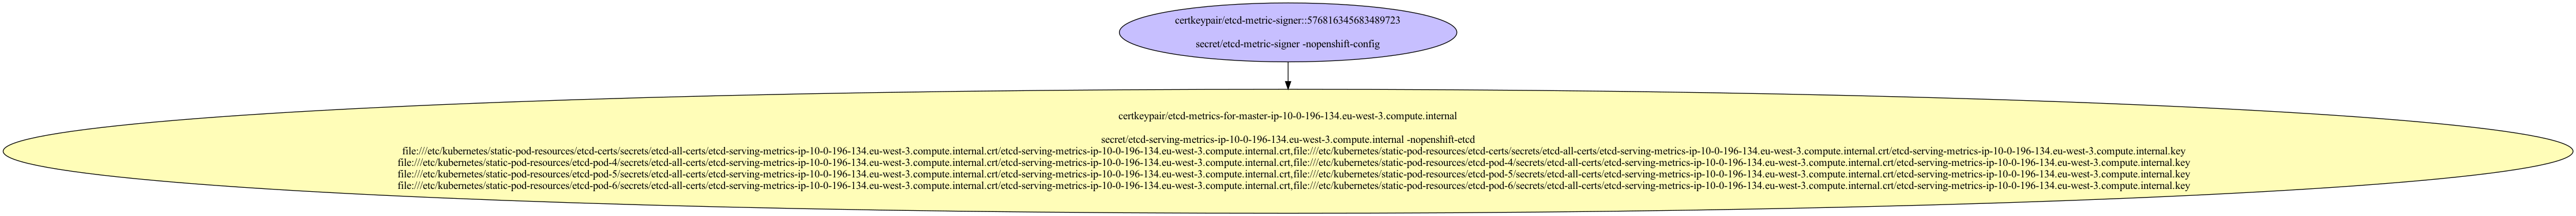 certkeypair/etcd-metric-signer::576816345683489723
secret/etcd-metric-signer -nopenshift-config
certkeypair/etcd-metrics-for-master-ip-10-0-196-134.eu-west-3.compute.internal
secret/etcd-serving-metrics-ip-10-0-196-134.eu-west-3.compute.internal -nopenshift-etcd
file:///etc/kubernetes/static-pod-resources/etcd-certs/secrets/etcd-all-certs/etcd-serving-metrics-ip-10-0-196-134.eu-west-3.compute.internal.crt/etcd-serving-metrics-ip-10-0-196-134.eu-west-3.compute.internal.crt,file:///etc/kubernetes/static-pod-resources/etcd-certs/secrets/etcd-all-certs/etcd-serving-metrics-ip-10-0-196-134.eu-west-3.compute.internal.crt/etcd-serving-metrics-ip-10-0-196-134.eu-west-3.compute.internal.key
file:///etc/kubernetes/static-pod-resources/etcd-pod-4/secrets/etcd-all-certs/etcd-serving-metrics-ip-10-0-196-134.eu-west-3.compute.internal.crt/etcd-serving-metrics-ip-10-0-196-134.eu-west-3.compute.internal.crt,file:///etc/kubernetes/static-pod-resources/etcd-pod-4/secrets/etcd-all-certs/etcd-serving-metrics-ip-10-0-196-134.eu-west-3.compute.internal.crt/etcd-serving-metrics-ip-10-0-196-134.eu-west-3.compute.internal.key
file:///etc/kubernetes/static-pod-resources/etcd-pod-5/secrets/etcd-all-certs/etcd-serving-metrics-ip-10-0-196-134.eu-west-3.compute.internal.crt/etcd-serving-metrics-ip-10-0-196-134.eu-west-3.compute.internal.crt,file:///etc/kubernetes/static-pod-resources/etcd-pod-5/secrets/etcd-all-certs/etcd-serving-metrics-ip-10-0-196-134.eu-west-3.compute.internal.crt/etcd-serving-metrics-ip-10-0-196-134.eu-west-3.compute.internal.key
file:///etc/kubernetes/static-pod-resources/etcd-pod-6/secrets/etcd-all-certs/etcd-serving-metrics-ip-10-0-196-134.eu-west-3.compute.internal.crt/etcd-serving-metrics-ip-10-0-196-134.eu-west-3.compute.internal.crt,file:///etc/kubernetes/static-pod-resources/etcd-pod-6/secrets/etcd-all-certs/etcd-serving-metrics-ip-10-0-196-134.eu-west-3.compute.internal.crt/etcd-serving-metrics-ip-10-0-196-134.eu-west-3.compute.internal.key